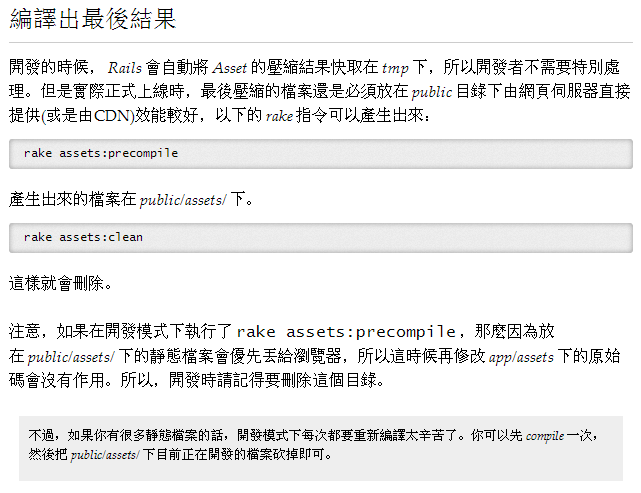 編譯出最後結果
開發的時候， Rails 會自動將 Asset 的壓縮結果快取在 tmp 下，所以開發者不需要特別處
理。但是實際正式上線時，最後壓縮的檔案還是必須放在 public 目錄下由網頁伺服器直接
提供(或是由CDN)效能較好，以下的 rake 指令可以產生出來：
rake assets:precompile
產生出來的檔案在 public/assets/ 下。
rake assets:clean
這樣就會刪除。
注意，如果在開發模式下執行了 rake assets:precompile，那麼因為放
在 public/assets/ 下的靜態檔案會優先丟給瀏覽器，所以這時候再修改 app/assets 下的原始
碼會沒有作用。所以，開發時請記得要刪除這個目錄。
不過，如果你有很多靜態檔案的話，開發模式下每次都要重新編譯太辛苦了。你可以先 compile 一次，
然後把 public/assets/ 下目前正在開發的檔案砍掉即可。